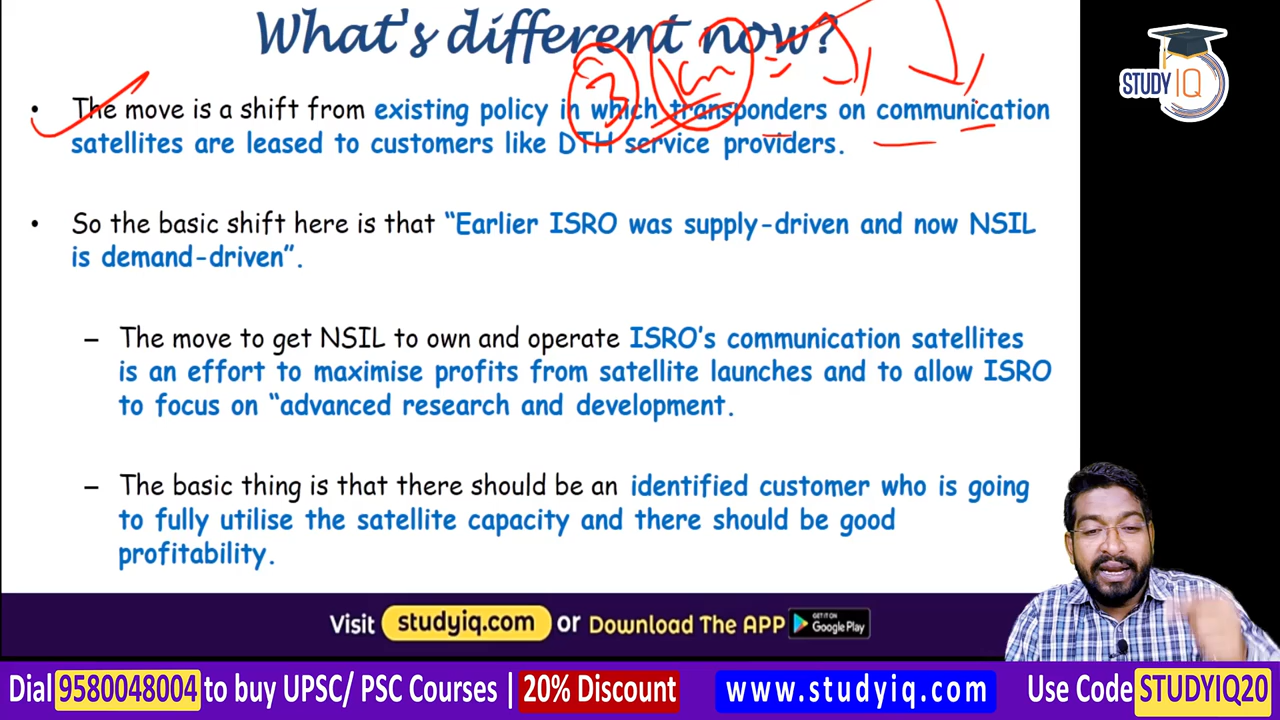 What's different now?
3 km =
STUDY IQ
• The move is a shift from existing policy in which transponders on communication
satellites are leased to customers like DTH service providers.
• So the basic shift here is that “Earlier ISRO was supply-driven and now NSIL
is demand-driven”.
– The move to get NSIL to own and operate ISRO’s communication satellites
is an effort to maximise profits from satellite launches and to allow ISRO
to focus on “advanced research and development.
– The basic thing is that there should be an identified customer who is going
to fully utilise the satellite capacity and there should be good
profitability.
Visit studyiq.com or Download The APP GET IT ON Google Play
Dial 9580048004 to buy UPSC/ PSC Courses | 20% Discount www.studyiq.com Use Code STUDYIQ20